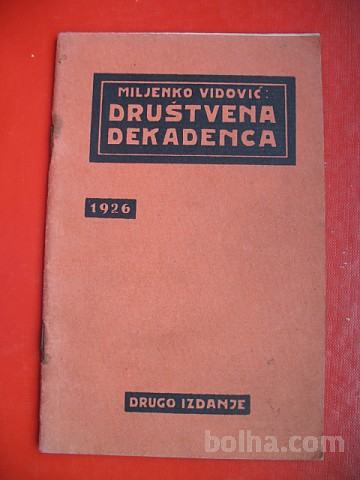 MILJENKO VIDOVIĆ:
DRUŠTVENA
DEKADENCA
1926
DRUGO IZDANJE
bolha.com